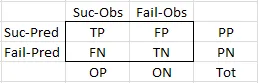 Suc-Obs Fail-Obs
Suc-Pred TP FP PP
Fail-Pred FN TN PN
OP ON Tot